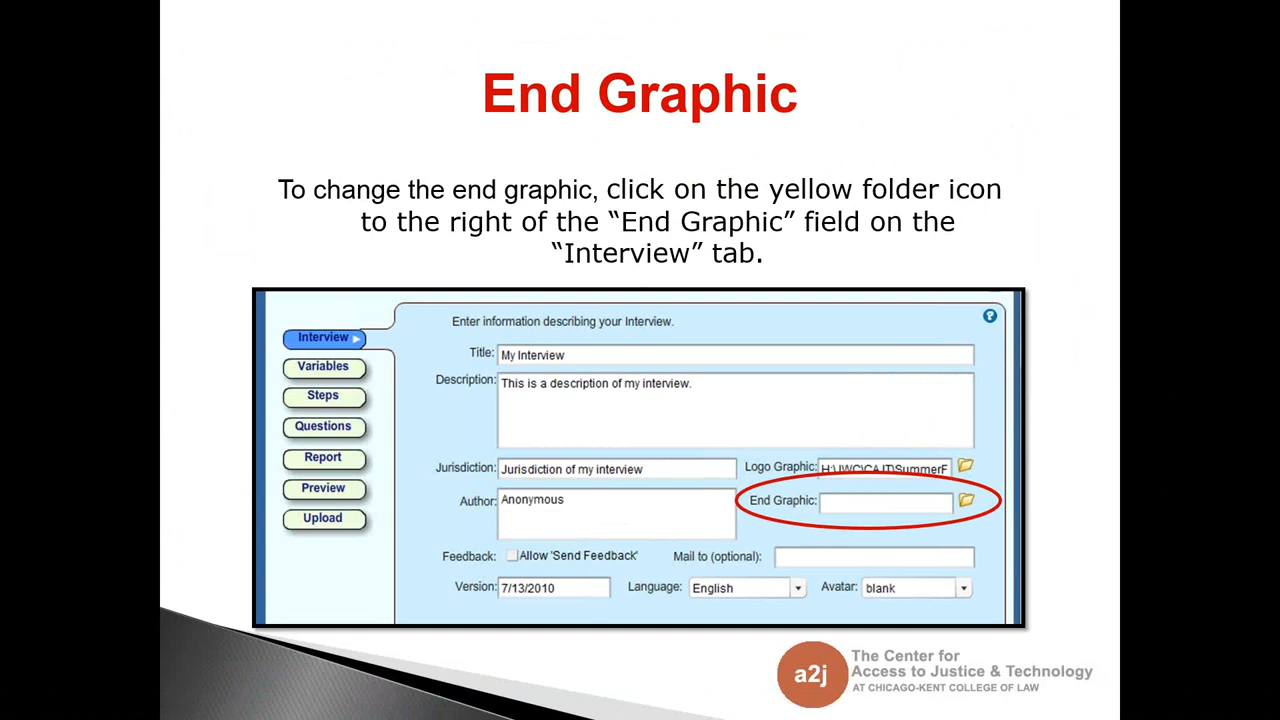 End Graphic
To change the end graphic, click on the yellow folder icon
to the right of the “End Graphic” field on the
“Interview” tab.
Enter information describing your Interview.
Interview
Variables
Steps
Questions
Report
Preview
Upload
Title: My Interview
Description: This is a description of my interview.
Jurisdiction: Jurisdiction of my interview
Logo Graphic: H:\JWC\CAJT\SummerF
Author: Anonymous
End Graphic:
Feedback: Allow 'Send Feedback'
Mail to (optional):
Version: 7/13/2010
Language: English
Avatar: blank
a2j
The Center for
Access to Justice & Technology
AT CHICAGO-KENT COLLEGE OF LAW